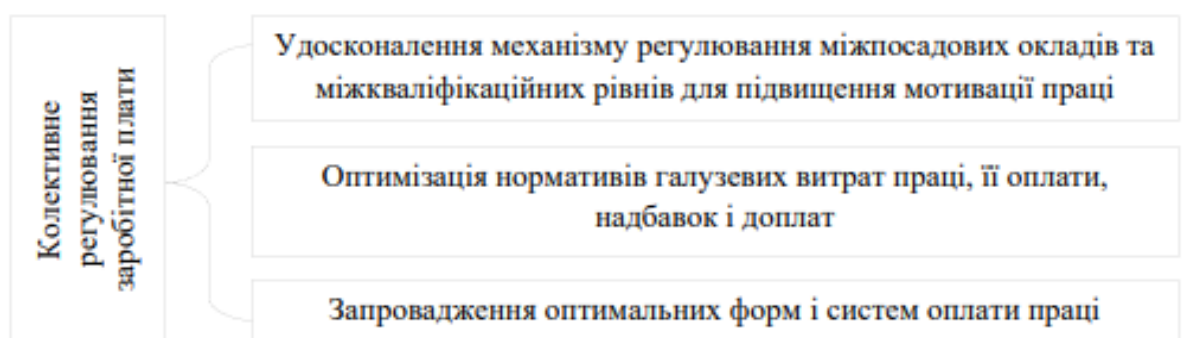 Колективне
регулювання
заробітної плати
Удосконалення механізму регулювання міжпосадових окладів та
міжкваліфікаційних рівнів для підвищення мотивації праці
Оптимізація нормативів галузевих витрат праці, її оплати,
надбавок і доплат
Запровадження оптимальних форм і систем оплати праці